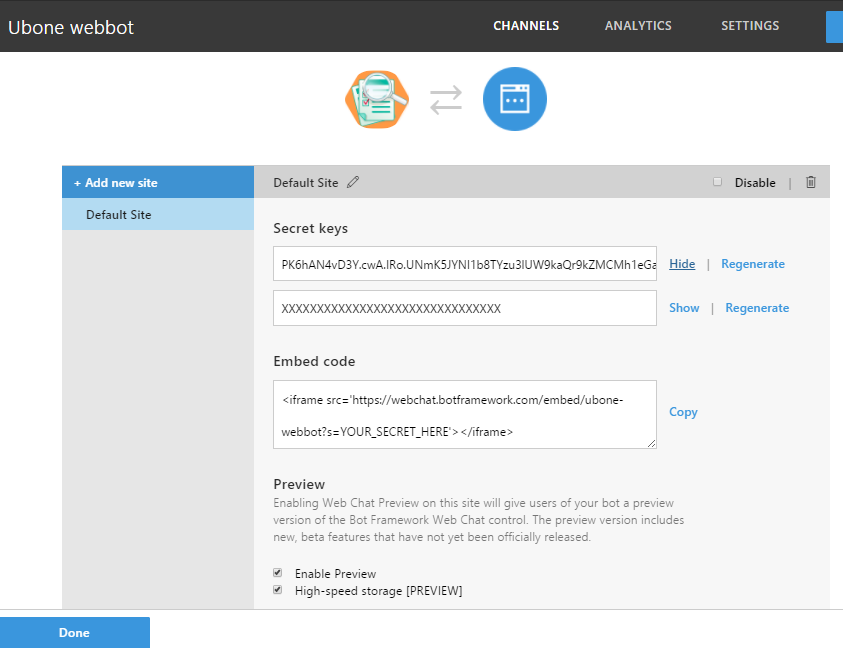 Ubone webbot
CHANNELS
ANALYTICS
SETTINGS
+ Add new site
Default Site
Default Site
Disable
|
Secret keys
Hide | Regenerate
XXXXXXXXXXXXXXXXXXXXXXXXXXXXXXXX
Show | Regenerate
Embed code
<iframe src='https://webchat.botframework.com/embed/ubone-
webbot?s=YOUR_SECRET_HERE'></iframe>
Copy
Preview
Enabling Web Chat Preview on this site will give users of your bot a preview
version of the Bot Framework Web Chat control. The preview version includes
new, beta features that have not yet been officially released.
Enable Preview
High-speed storage [PREVIEW]
Done